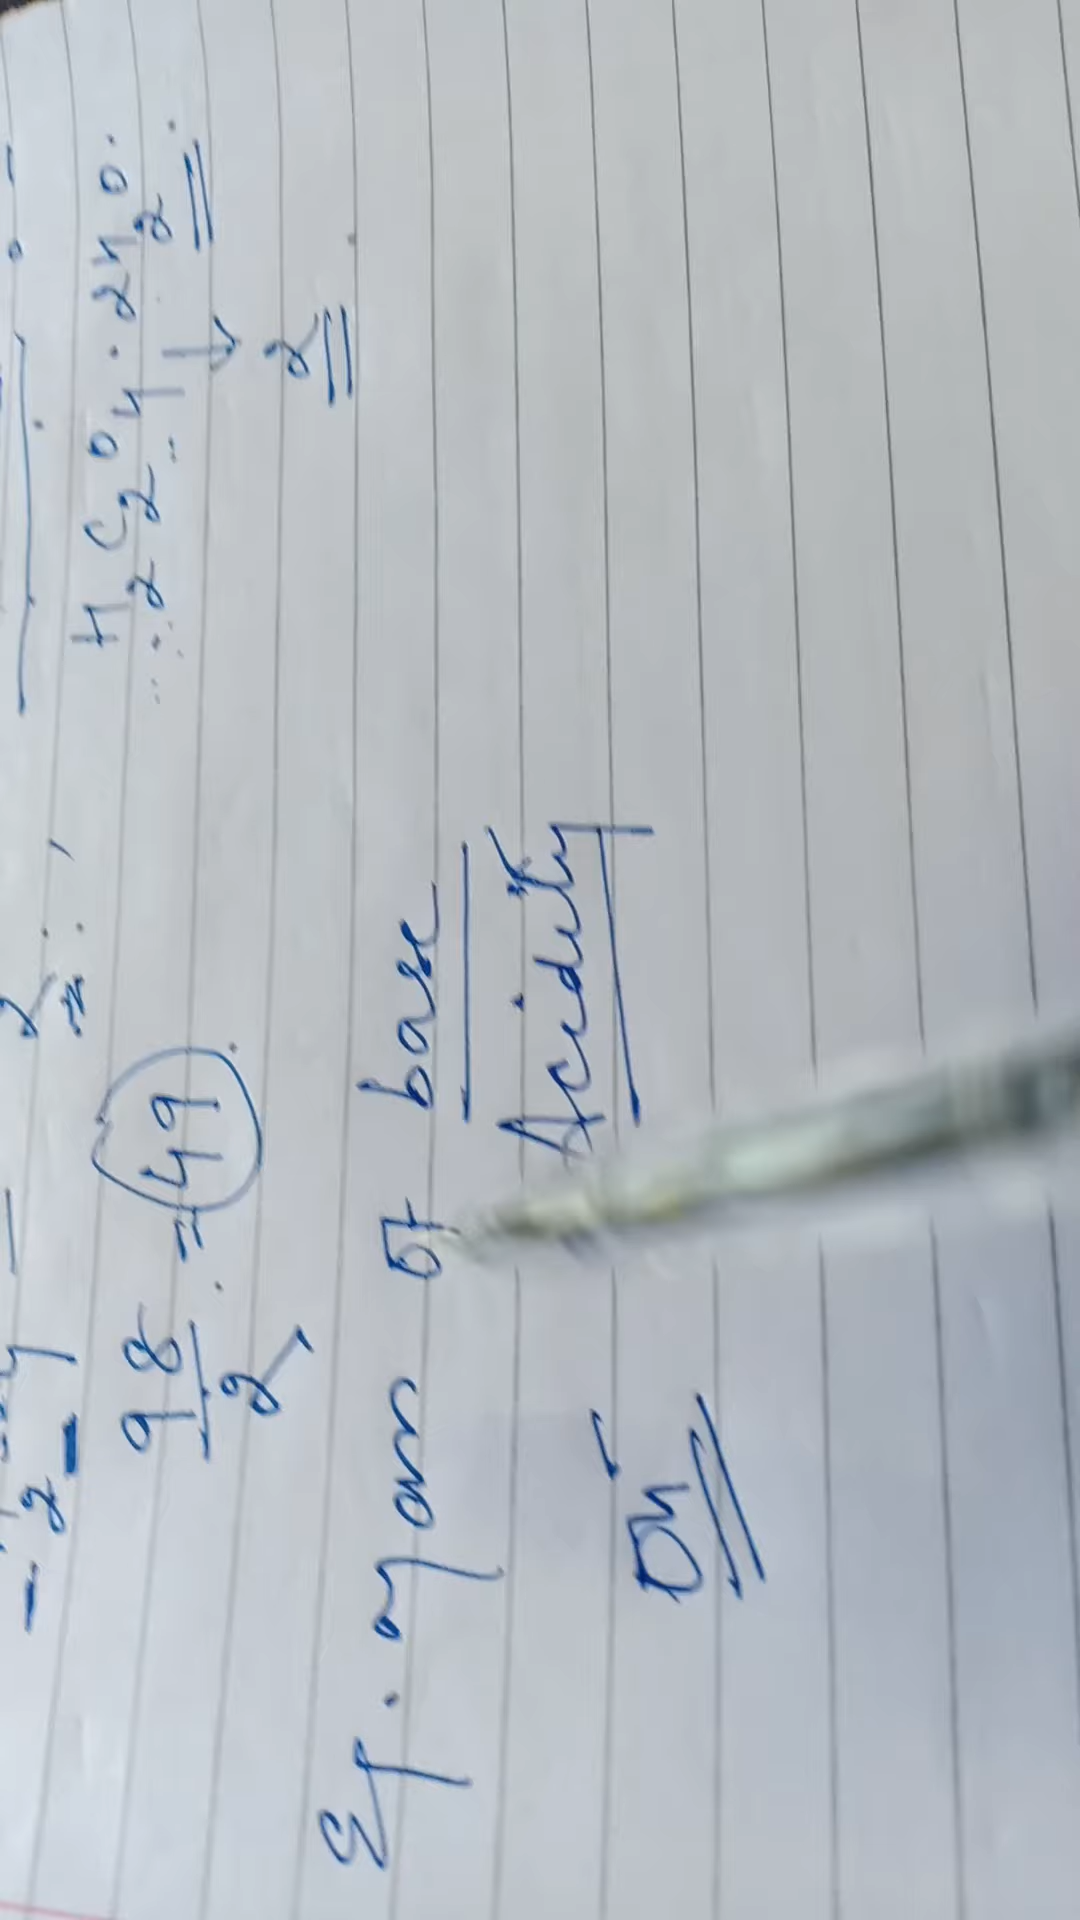 98/2 = 49
H2C2O4 · 2H2O.
2
Eq. mass of base
Acidity
OH⁻